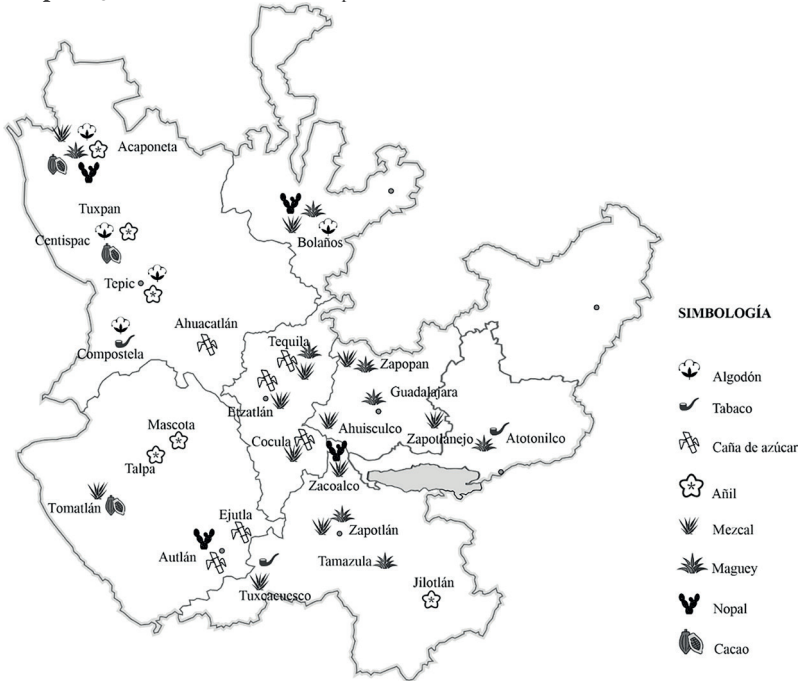 Acaponeta
Tuxpan
Centispac
Bolaños
Tepic
Ahuacatlán
Compostela
Tequila
Zapopan
Guadalajara
Etzatlán
Ahuisculco
Mascota
Cocula
Zapotlanejo
Atotonilco
Talpa
Zacoalco
Tomatlán
Ejutla
Zapotlán
Autlán
Tamazula
Tuxcacuesco
Jilotlán
SIMBOLOGÍA
Algodón
Tabaco
Caña de azúcar
Añil
Mezcal
Maguey
Nopal
Cacao